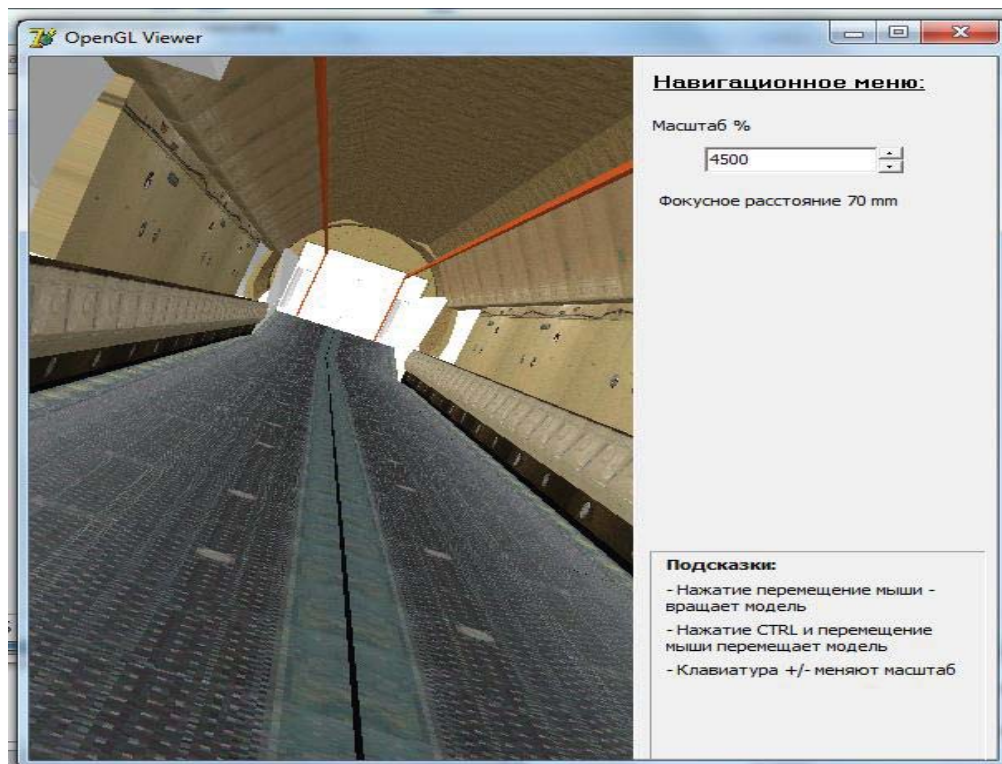 OpenGL Viewer
Навигационное меню:
Масштаб %
4500
Фокусное расстояние 70 mm
Подсказки:
- Нажатие перемещение мыши -
вращает модель
- Нажатие CTRL и перемещение
мыши перемещает модель
- Клавиатура +/- меняют масштаб